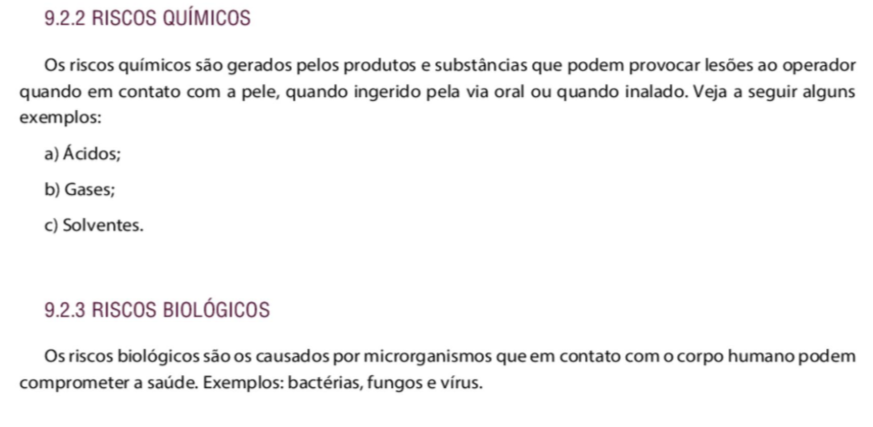 9.2.2 RISCOS QUÍMICOS
Os riscos químicos são gerados pelos produtos e substâncias que podem provocar lesões ao operador
quando em contato com a pele, quando ingerido pela via oral ou quando inalado. Veja a seguir alguns
exemplos:
a) Ácidos;
b) Gases;
c) Solventes.
9.2.3 RISCOS BIOLÓGICOS
Os riscos biológicos são os causados por microrganismos que em contato com o corpo humano podem
comprometer a saúde. Exemplos: bactérias, fungos e vírus.